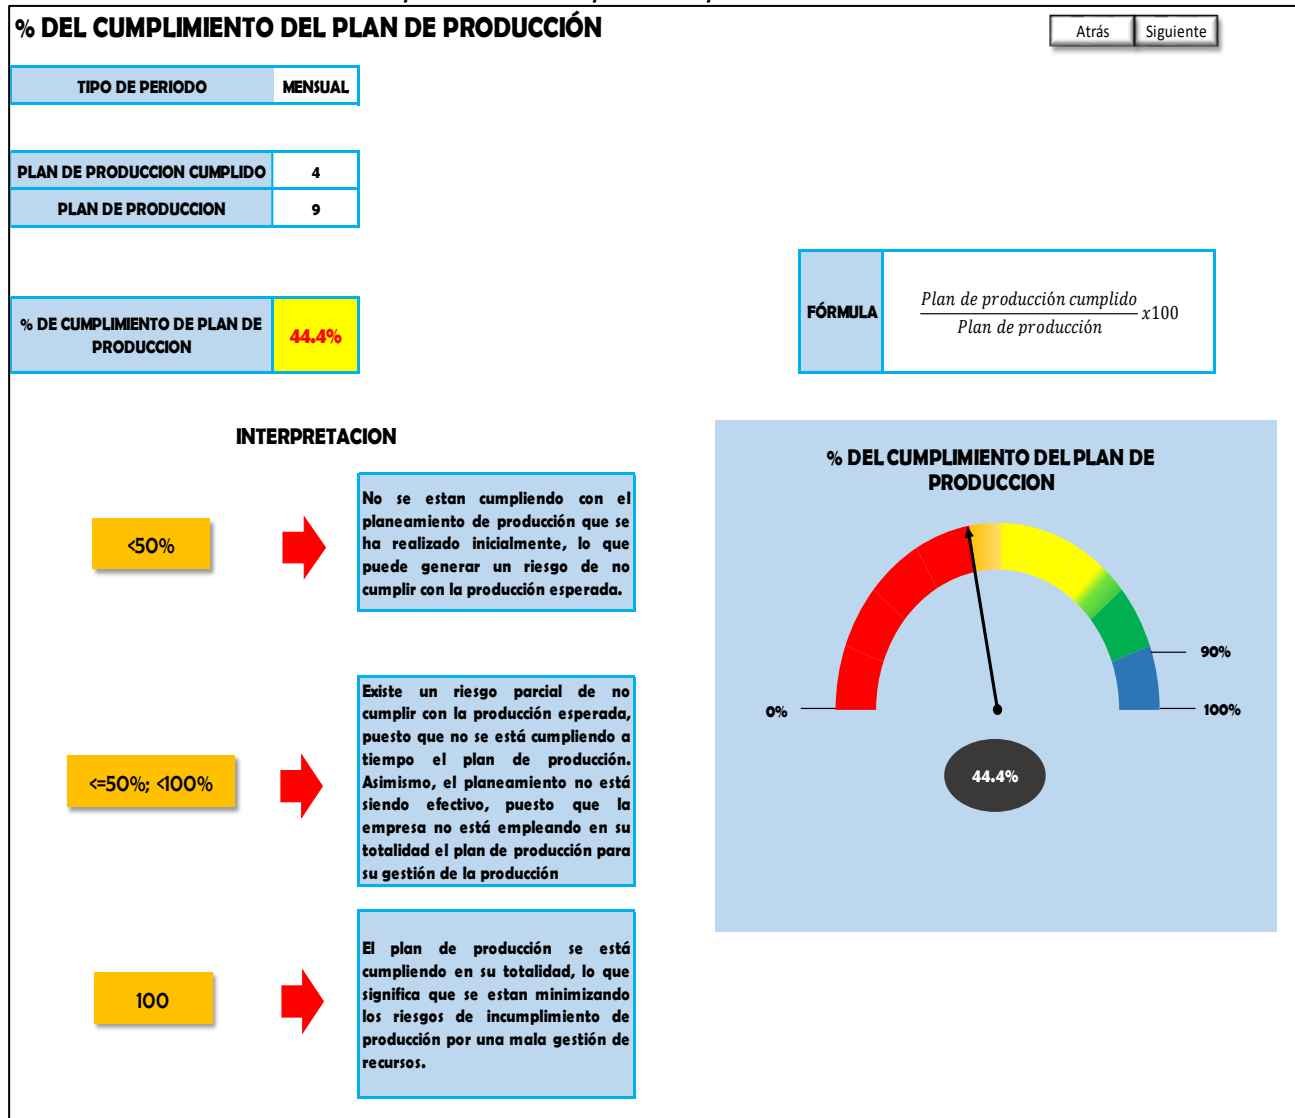 % DEL CUMPLIMIENTO DEL PLAN DE PRODUCCIÓN
Atrás
Siguiente
TIPO DE PERIODO
MENSUAL
PLAN DE PRODUCCION CUMPLIDO
4
PLAN DE PRODUCCION
9
% DE CUMPLIMIENTO DE PLAN DE
PRODUCCION
44.4%
FÓRMULA
Plan de producción cumplido
Plan de producción
x100
INTERPRETACION
<50%
No se estan cumpliendo con el
planeamiento de producción que se
ha realizado inicialmente, lo que
puede generar un riesgo de no
cumplir con la producción esperada.
<=50%; <100%
Existe un riesgo parcial de no
cumplir con la producción esperada,
puesto que no se está cumpliendo a
tiempo el plan de producción.
Asimismo, el planeamiento no está
siendo efectivo, puesto que la
empresa no está empleando en su
totalidad el plan de producción para
su gestión de la producción
100
El plan de producción se está
cumpliendo en su totalidad, lo que
significa que se estan minimizando
los riesgos de incumplimiento de
producción por una mala gestión de
recursos.
% DEL CUMPLIMIENTO DEL PLAN DE
PRODUCCION
90%
0%
100%
44.4%